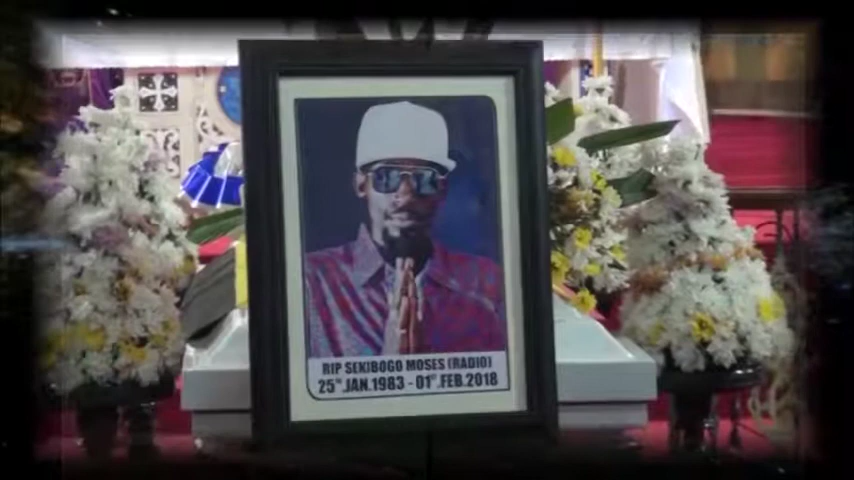 RIP SEKIBOGO MOSES (RADIO)
25TH.JAN.1983 - 01ST.FEB.2018